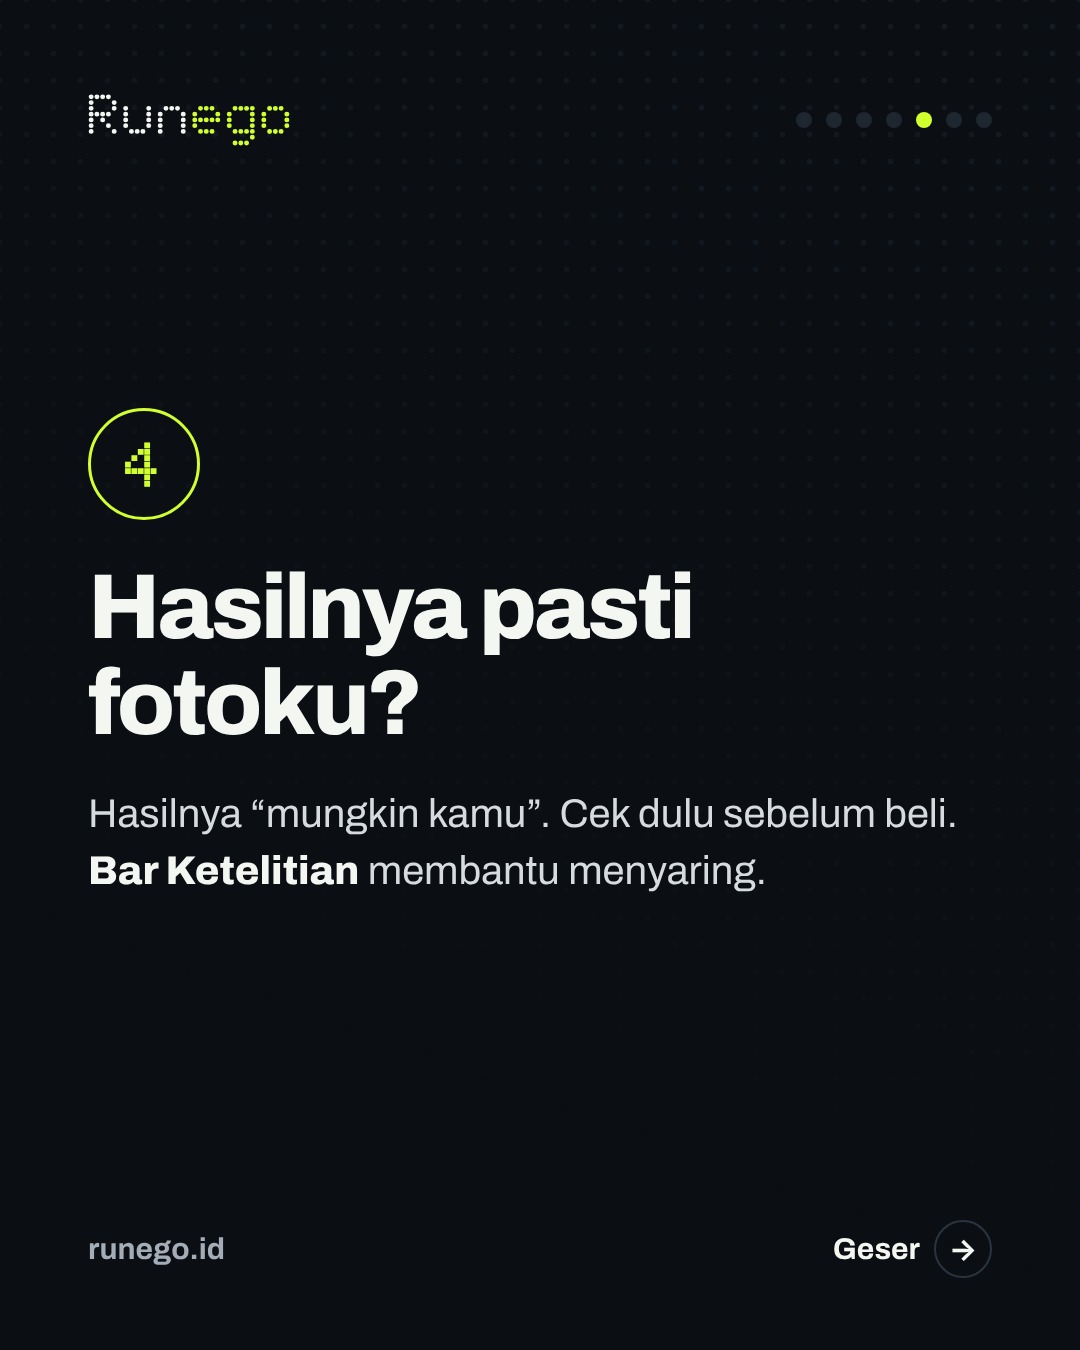 Runego
4
Hasilnya pasti
fotoku?
Hasilnya “mungkin kamu”. Cek dulu sebelum beli.
Bar Ketelitian membantu menyaring.
runego.id
Geser →